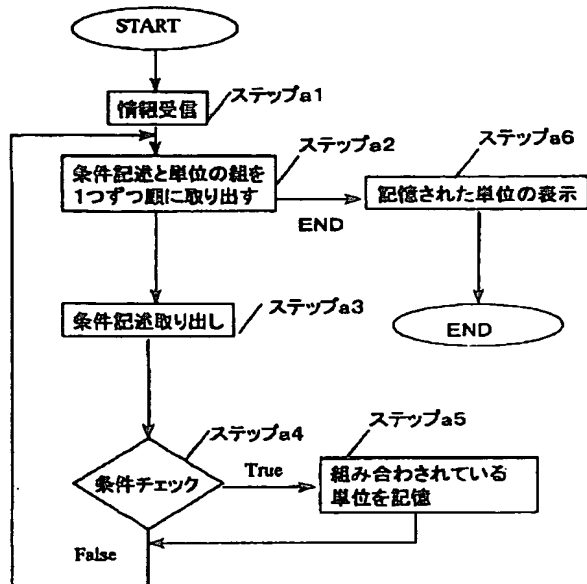 START
情報受信
ステップa1
条件記述と単位の組を
1つずつ順に取り出す
ステップa2
END
ステップa6
記憶された単位の表示
END
条件記述取り出し
ステップa3
条件チェック
ステップa4
True
ステップa5
組み合わされている
単位を記憶
False